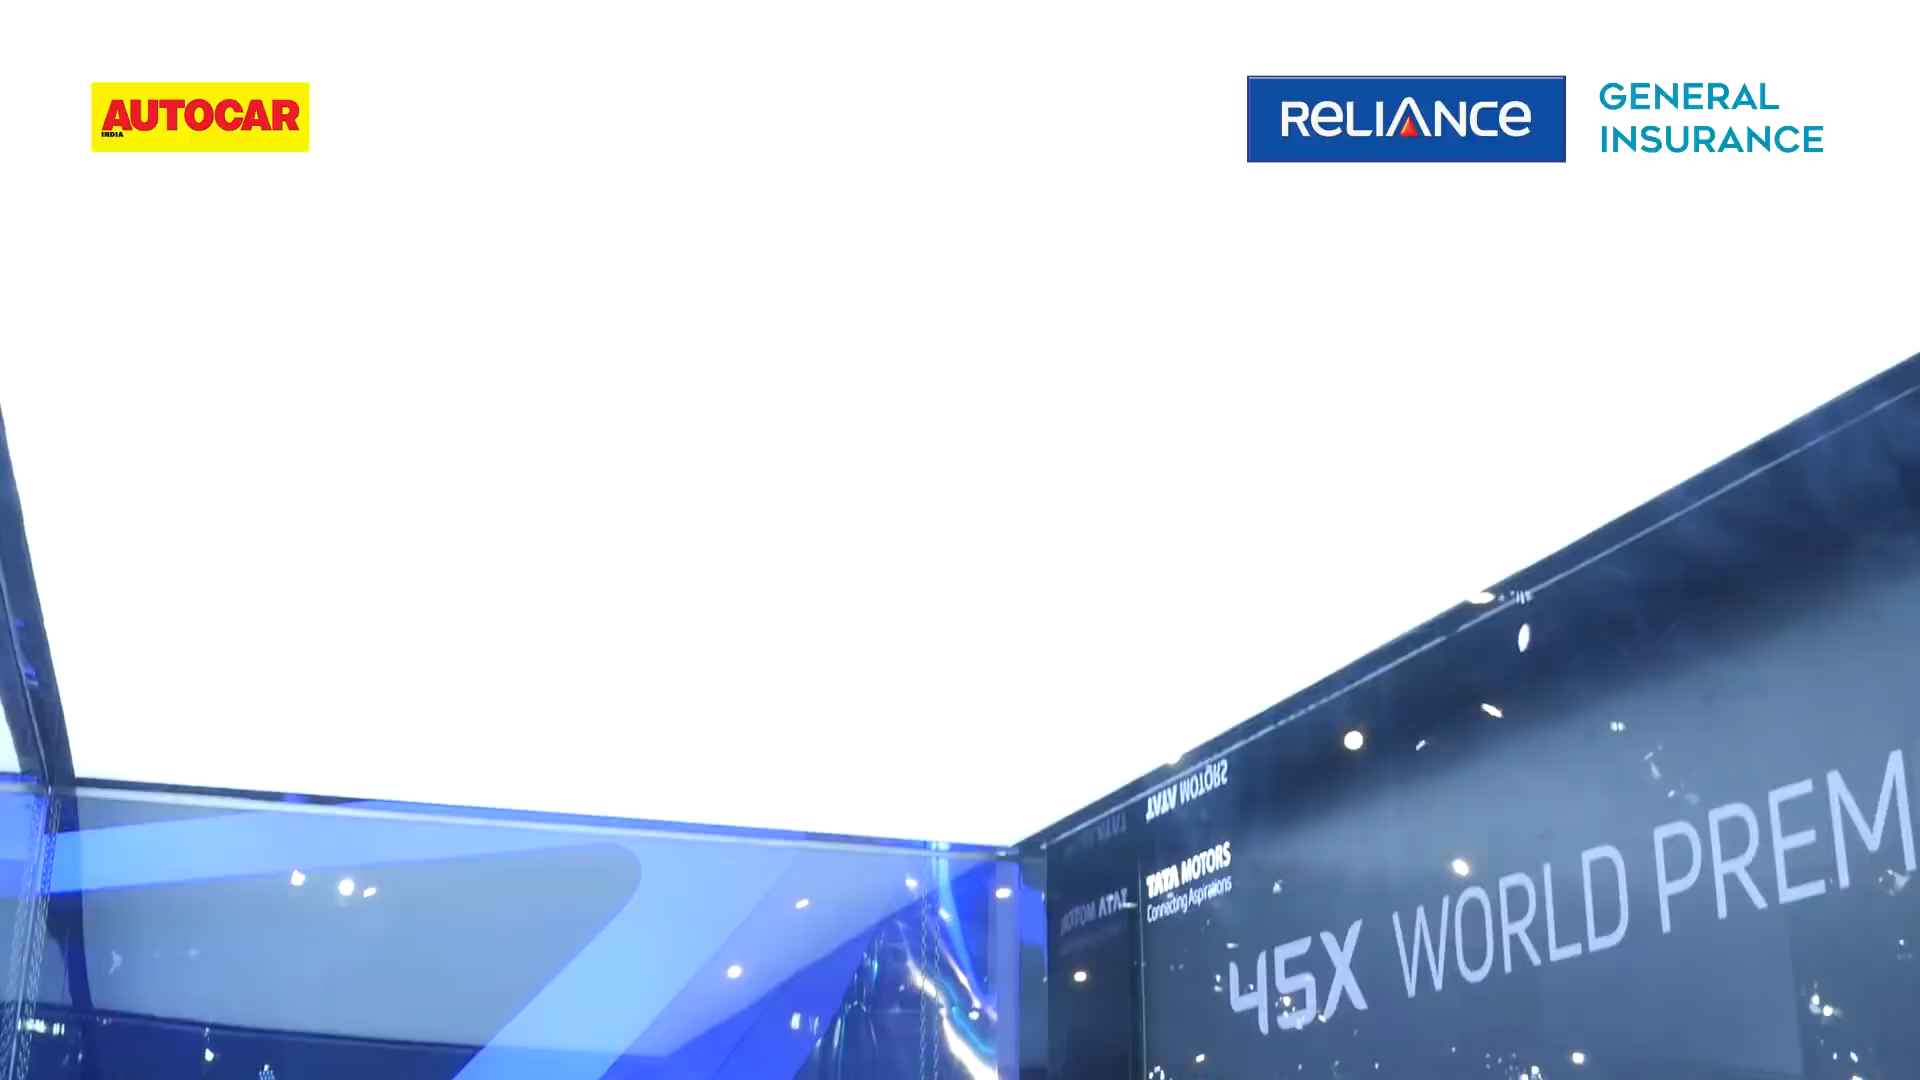 AUTOCAR
INDIA
RELIANCE
GENERAL
INSURANCE
TATA MOTORS
TATA MOTORS
Connecting Aspirations
45X WORLD PREM